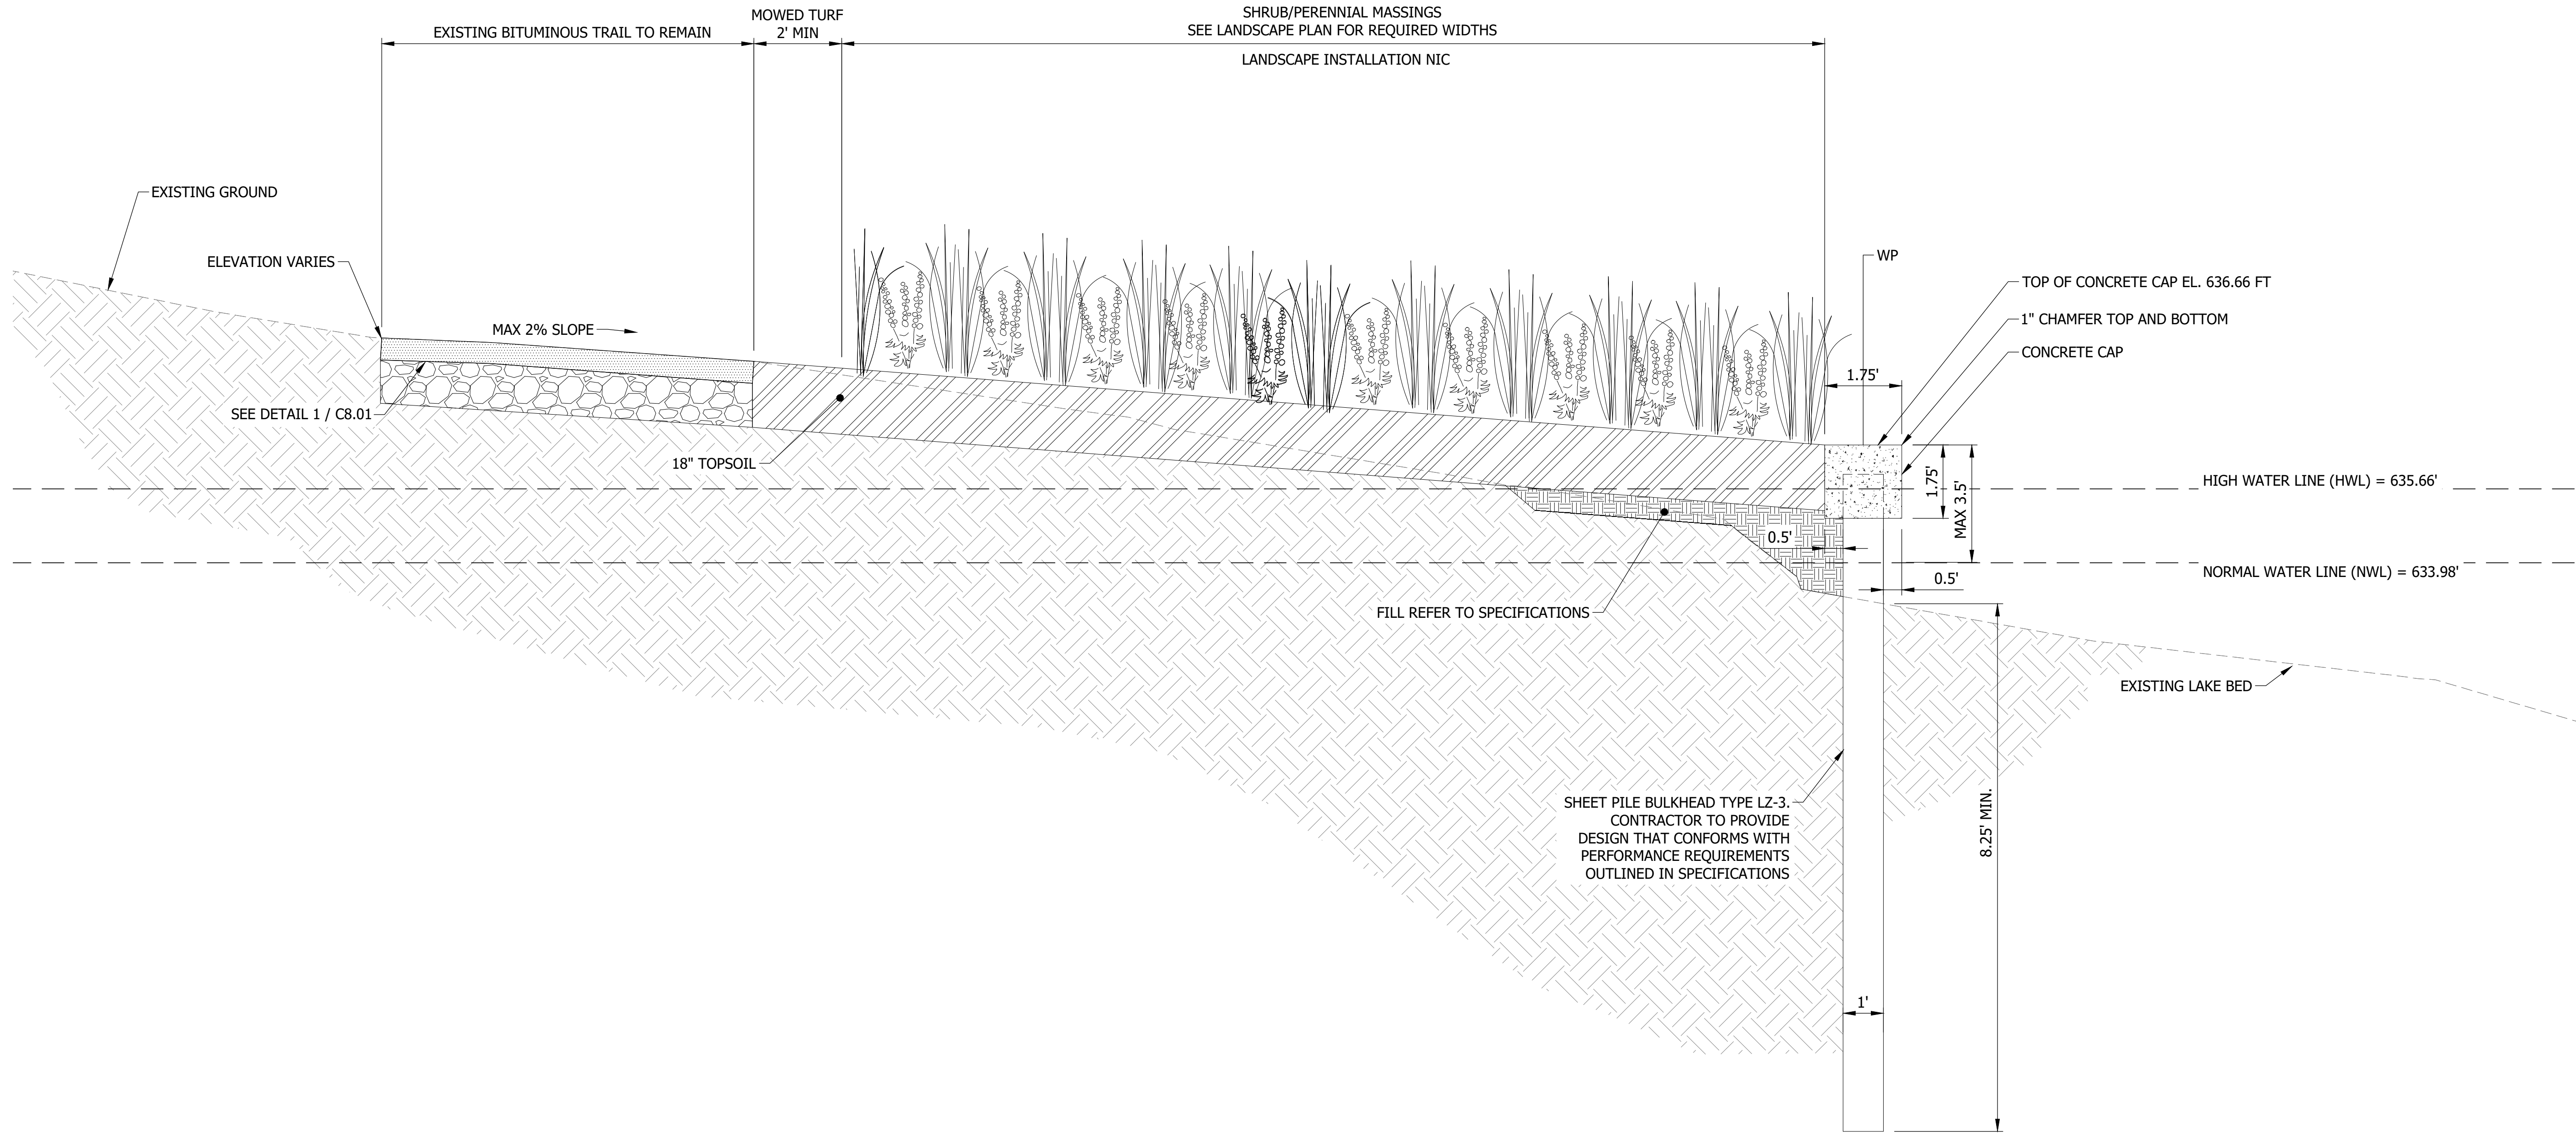 MOWED TURF
2' MIN
SHRUB/PERENNIAL MASSINGS
SEE LANDSCAPE PLAN FOR REQUIRED WIDTHS
EXISTING BITUMINOUS TRAIL TO REMAIN
LANDSCAPE INSTALLATION NIC
EXISTING GROUND
ELEVATION VARIES
WP
TOP OF CONCRETE CAP EL. 636.66 FT
1" CHAMFER TOP AND BOTTOM
CONCRETE CAP
MAX 2% SLOPE
1.75'
SEE DETAIL 1 / C8.01
18" TOPSOIL
1.75'
MAX 3.5'
HIGH WATER LINE (HWL) = 635.66'
0.5'
NORMAL WATER LINE (NWL) = 633.98'
0.5'
FILL REFER TO SPECIFICATIONS
EXISTING LAKE BED
SHEET PILE BULKHEAD TYPE LZ-3.
CONTRACTOR TO PROVIDE
DESIGN THAT CONFORMS WITH
PERFORMANCE REQUIREMENTS
OUTLINED IN SPECIFICATIONS
8.25' MIN.
1'